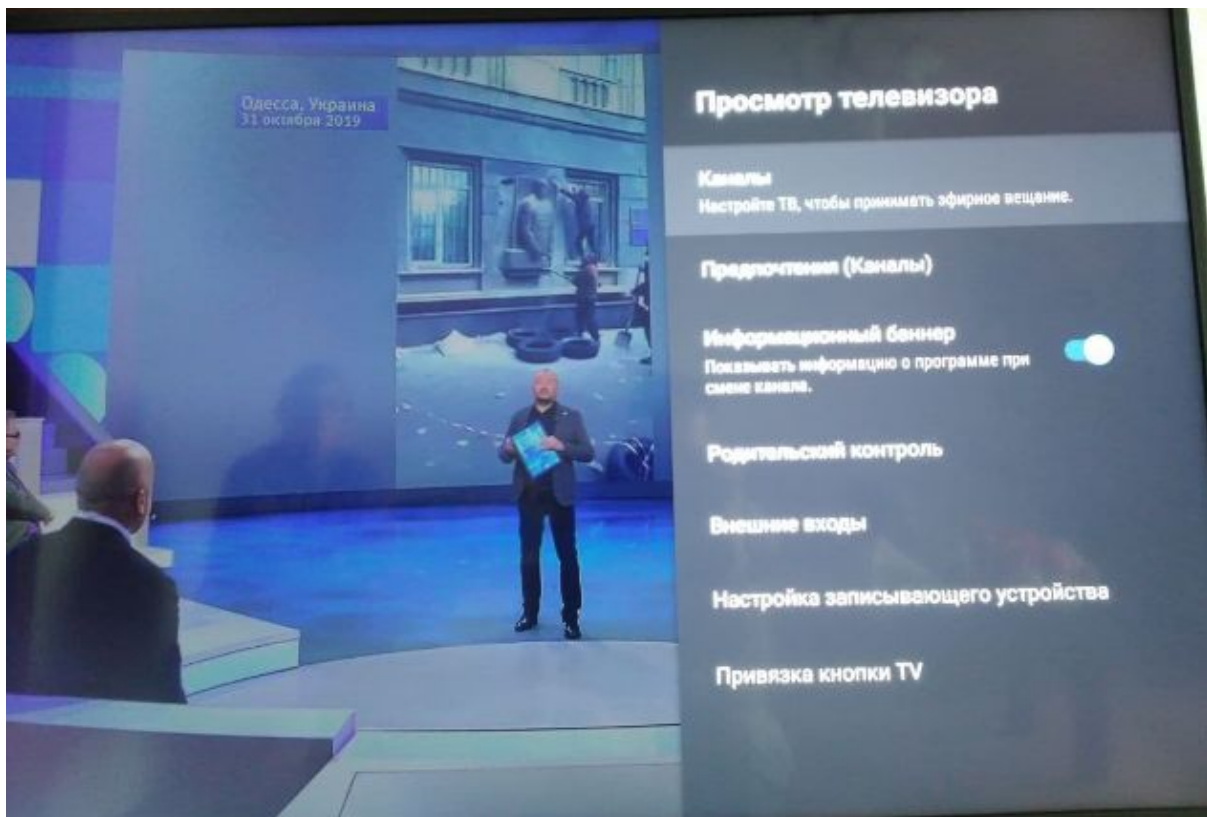 Одесса, Украина
31 октября 2019
Просмотр телевизора
Каналы
Настройте ТВ, чтобы принимать эфирное вещание.
Предпочтения (Каналы)
Информационный баннер
Показывать информацию о программе при
смене канала.
Родительский контроль
Внешние входы
Настройка записывающего устройства
Привязка кнопки TV